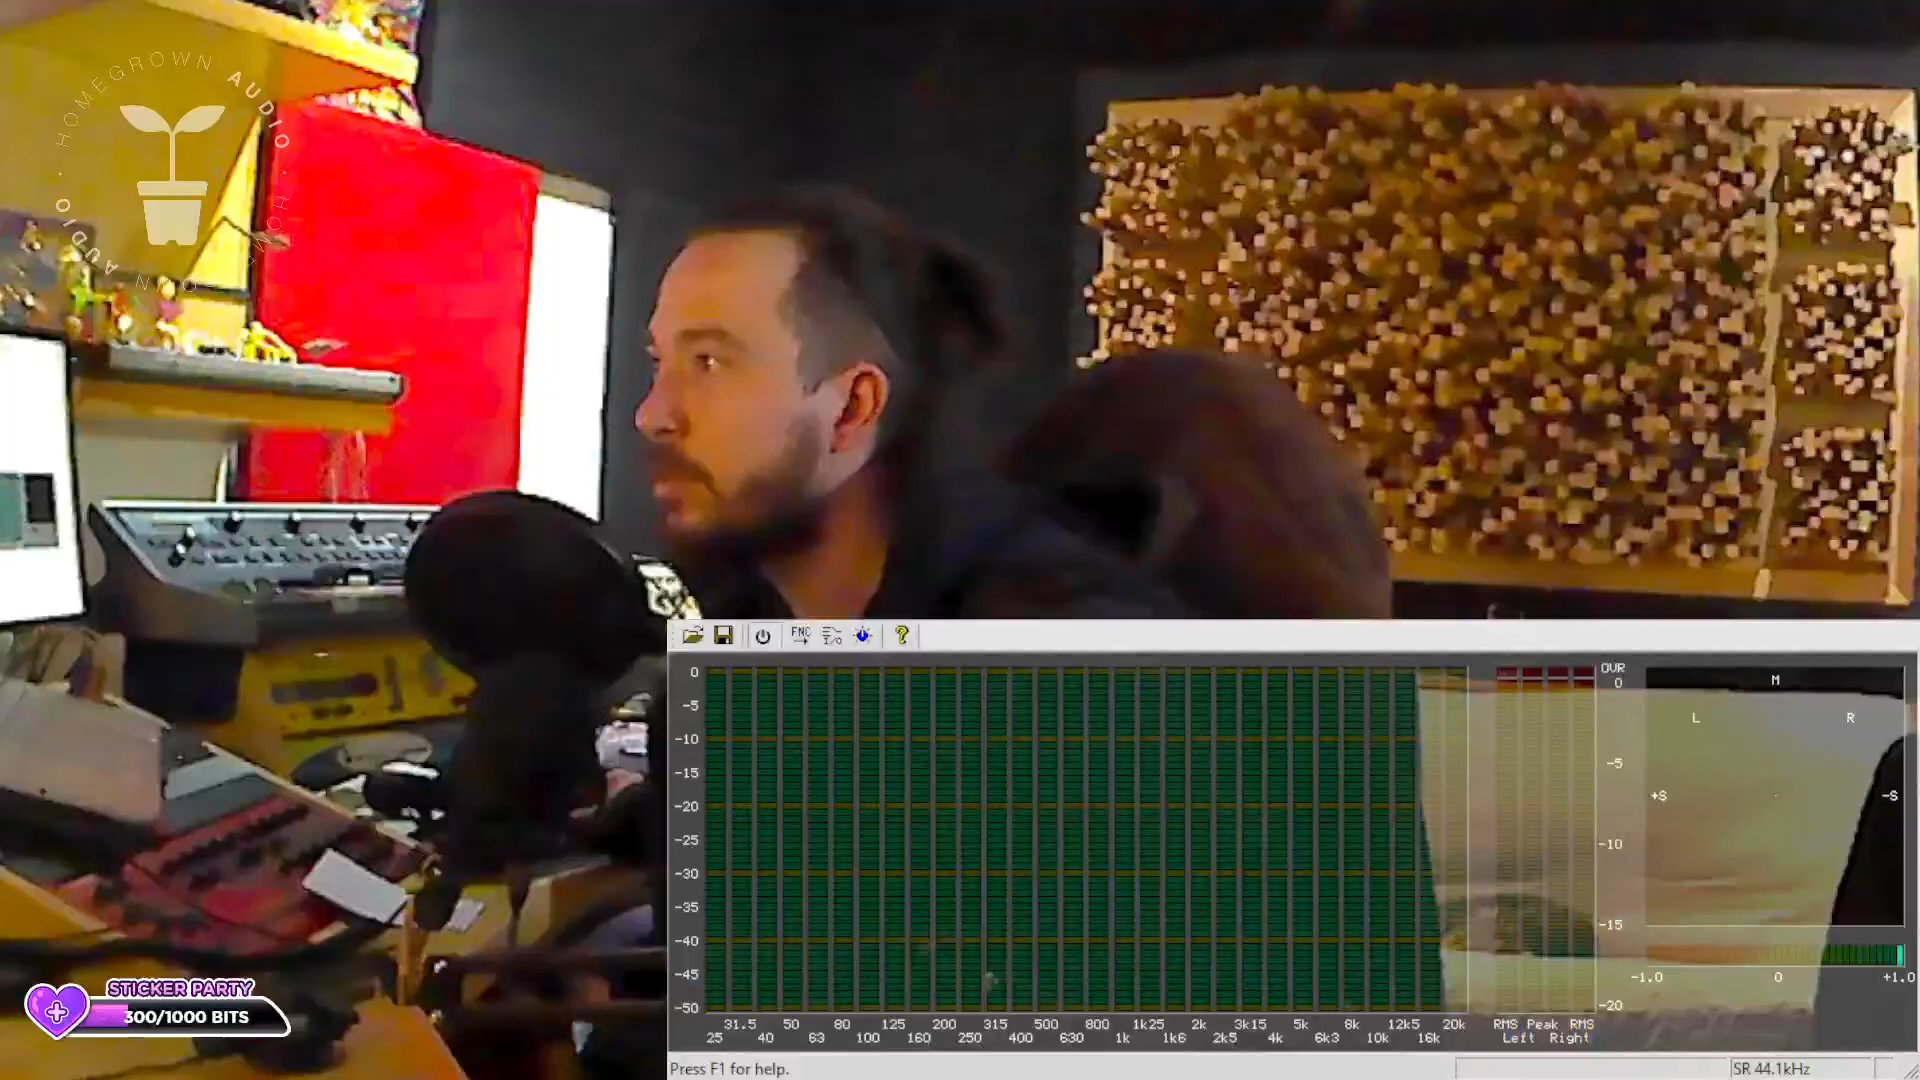 HOMEGROWN AUDIO · HOMEGROWN AUDIO ·
FNC
I/O
?
0
-5
-10
-15
-20
-25
-30
-35
-40
-45
-50
31.5 50 80 125 200 315 500 800 1k25 2k 3k15 5k 8k 12k5 20k
25 40 63 100 160 250 400 630 1k 1k6 2k5 4k 6k3 10k 16k
OVR
0
-5
-10
-15
-20
RMS Peak RMS
Left Right
M
L R
+S -S
-1.0 0 +1.0
Press F1 for help.
SR 44.1kHz
STICKER PARTY
300/1000 BITS